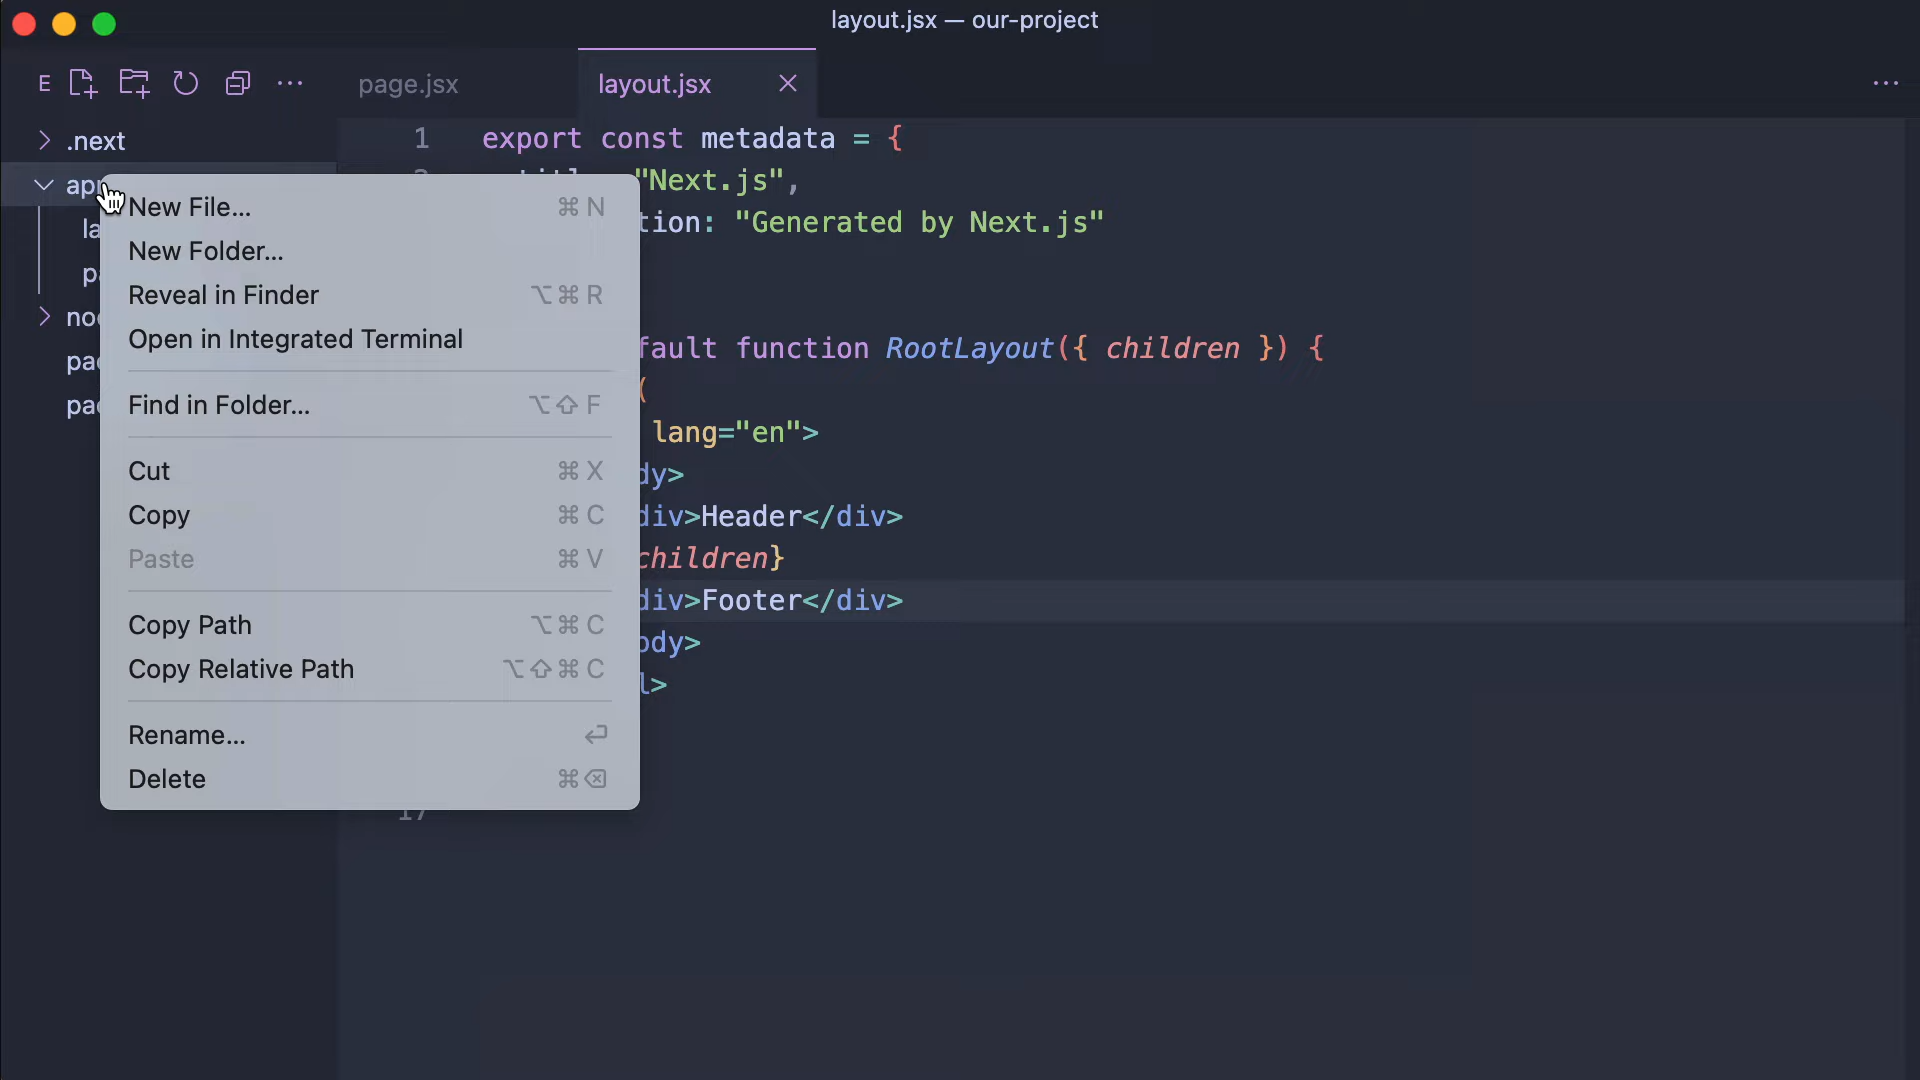 layout.jsx — our-project
E
page.jsx
layout.jsx
.next
New File... ⌘ N
New Folder...
Reveal in Finder ⌥ ⌘ R
Open in Integrated Terminal
Find in Folder... ⌥ ⇧ F
Cut ⌘ X
Copy ⌘ C
Paste ⌘ V
Copy Path ⌥ ⌘ C
Copy Relative Path ⌥ ⇧ ⌘ C
Rename... ↩
Delete ⌘ ⌫
1 export const metadata = {
"Next.js",
tion: "Generated by Next.js"
fault function RootLayout({ children }) {
(
lang="en">
dy>
div>Header</div>
children}
div>Footer</div>
ody>
l>
17